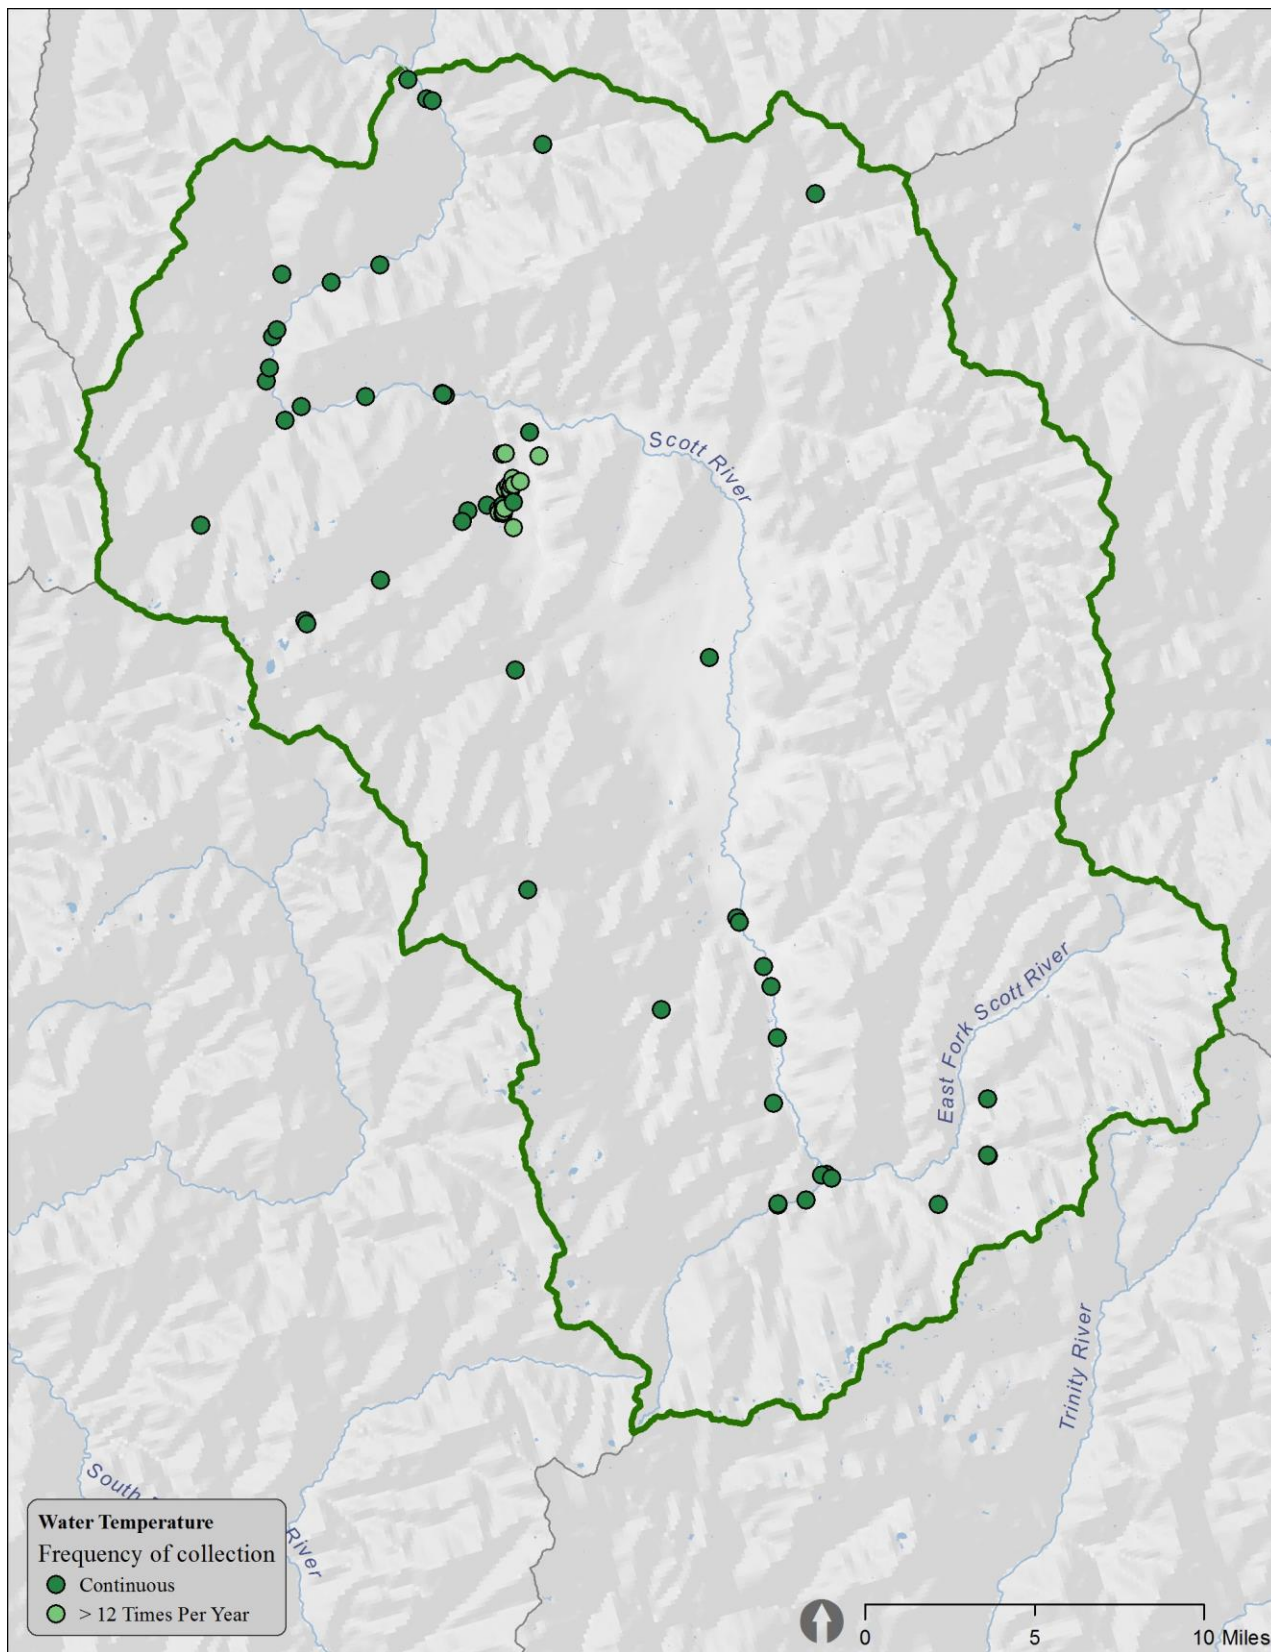 Scott River
East Fork Scott River
Trinity River
South
River
Water Temperature
Frequency of collection
Continuous
> 12 Times Per Year
0 5 10 Miles